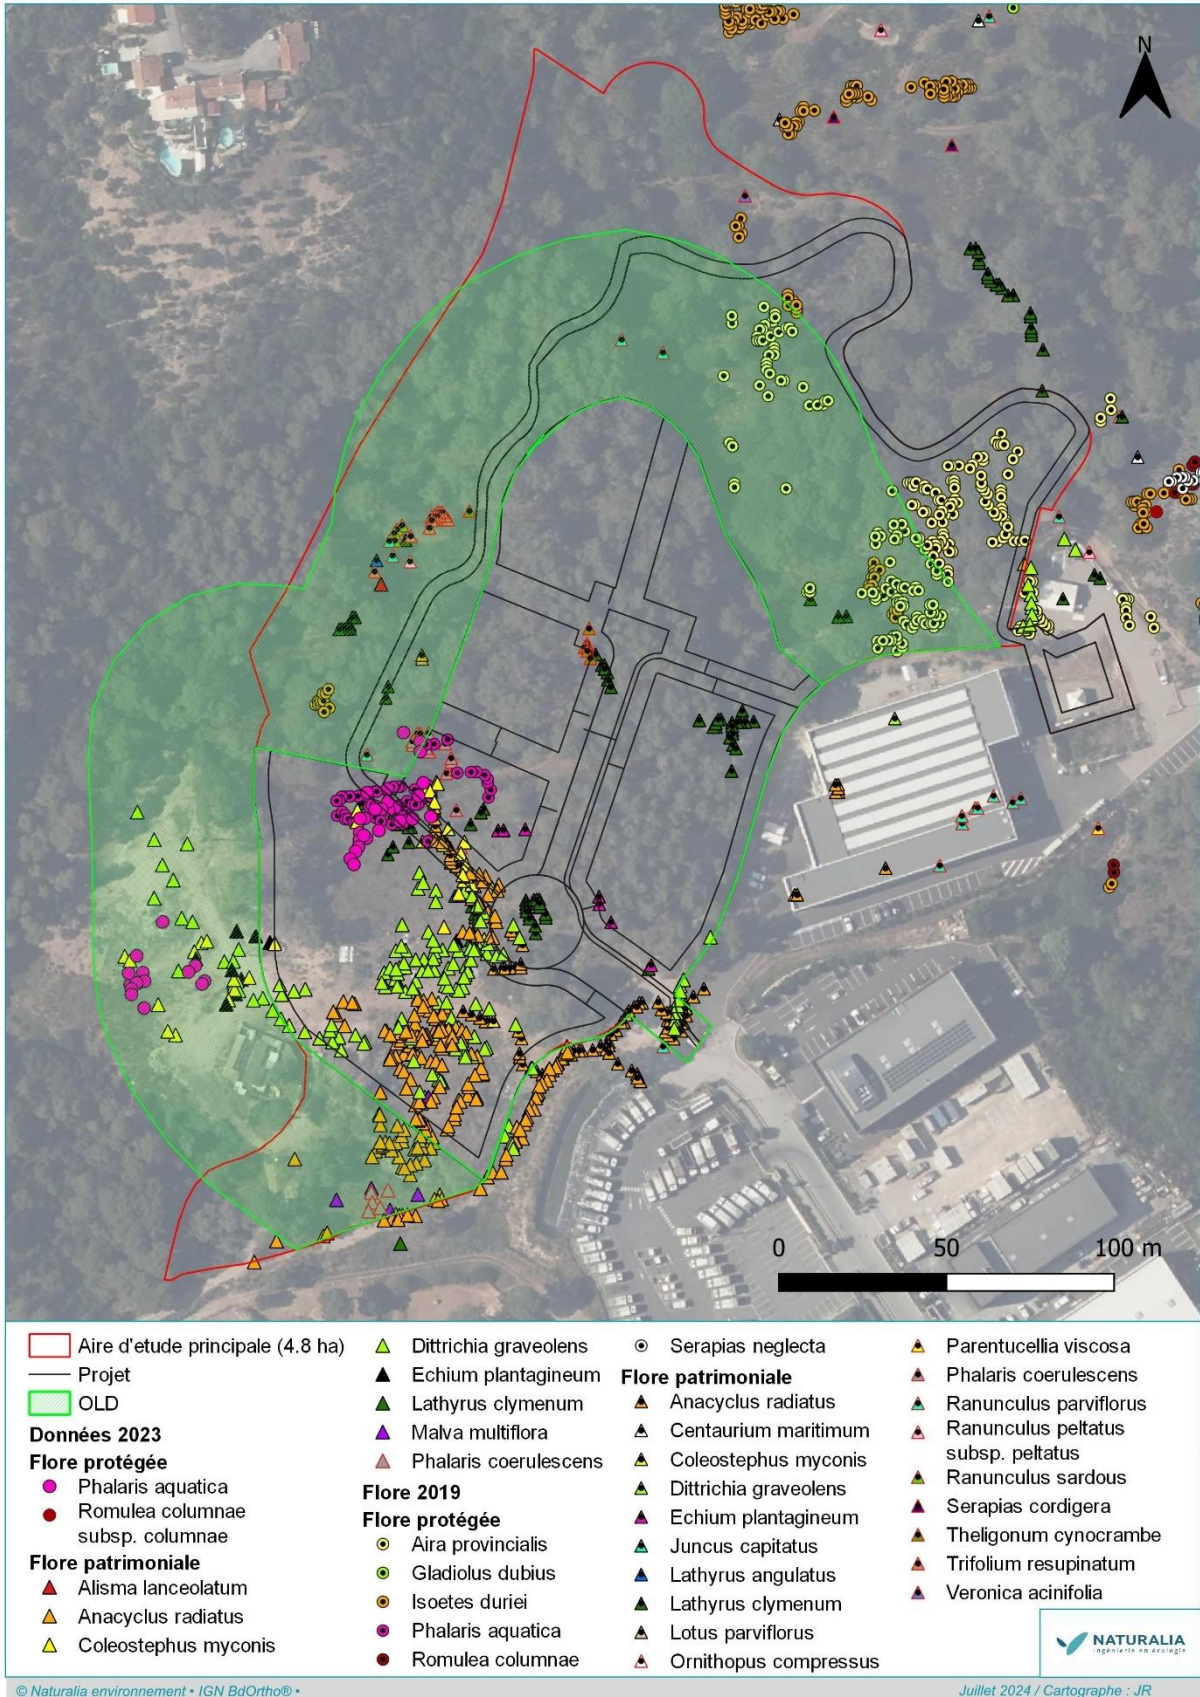 N
0 50 100 m
Aire d'etude principale (4.8 ha)
Projet
OLD
Données 2023
Flore protégée
Phalaris aquatica
Romulea columnae
subsp. columnae
Flore patrimoniale
Alisma lanceolatum
Anacyclus radiatus
Coleostephus myconis
Dittrichia graveolens
Echium plantagineum
Lathyrus clymenum
Malva multiflora
Phalaris coerulescens
Flore 2019
Flore protégée
Aira provincialis
Gladiolus dubius
Isoetes duriei
Phalaris aquatica
Romulea columnae
Serapias neglecta
Flore patrimoniale
Anacyclus radiatus
Centaurium maritimum
Coleostephus myconis
Dittrichia graveolens
Echium plantagineum
Juncus capitatus
Lathyrus angulatus
Lathyrus clymenum
Lotus parviflorus
Ornithopus compressus
Parentucellia viscosa
Phalaris coerulescens
Ranunculus parviflorus
Ranunculus peltatus
subsp. peltatus
Ranunculus sardous
Serapias cordigera
Theligonum cynocrambe
Trifolium resupinatum
Veronica acinifolia
NATURALIA
Ingénierie en écologie
© Naturalia environnement • IGN BdOrtho® •
Juillet 2024 / Cartographe : JR